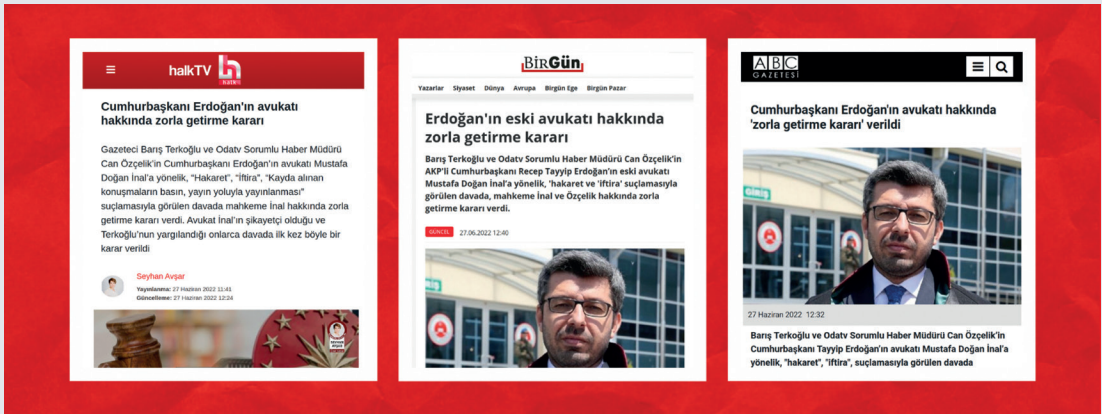 halkTV
halk
Cumhurbaşkanı Erdoğan'ın avukatı
hakkında zorla getirme kararı
Gazeteci Barış Terkoğlu ve Odatv Sorumlu Haber Müdürü
Can Özçelik'in Cumhurbaşkanı Erdoğan'ın avukatı Mustafa
Doğan İnal'a yönelik, "Hakaret", "İftira", "Kayda alınan
konuşmaların basın, yayın yoluyla yayınlanması"
suçlamasıyla görülen davada mahkeme İnal hakkında zorla
getirme kararı verdi. Avukat İnal'ın şikayetçi olduğu ve
Terkoğlu'nun yargılandığı onlarca davada ilk kez böyle bir
karar verildi
Seyhan Avşar
Yayınlanma: 27 Haziran 2022 11:41
Güncelleme: 27 Haziran 2022 12:24
SEYHAN
AVŞAR
BirGün
Yazarlar Siyaset Dünya Avrupa Birgün Ege Birgün Pazar
Erdoğan'ın eski avukatı hakkında
zorla getirme kararı
Barış Terkoğlu ve Odatv Sorumlu Haber Müdürü Can Özçelik'in
AKP'li Cumhurbaşkanı Recep Tayyip Erdoğan'ın eski avukatı
Mustafa Doğan İnal'a yönelik, 'hakaret ve 'iftira' suçlamasıyla
görülen davada, mahkeme İnal ve Özçelik hakkında zorla
getirme kararı verdi.
GÜNCEL 27.06.2022 12:40
ABC
GAZETESİ
Cumhurbaşkanı Erdoğan'ın avukatı hakkında
'zorla getirme kararı' verildi
GİRİŞ
27 Haziran 2022 12:32
Barış Terkoğlu ve Odatv Sorumlu Haber Müdürü Can Özçelik'in
Cumhurbaşkanı Tayyip Erdoğan'ın avukatı Mustafa Doğan İnal'a
yönelik, "hakaret", "iftira", suçlamasıyla görülen davada